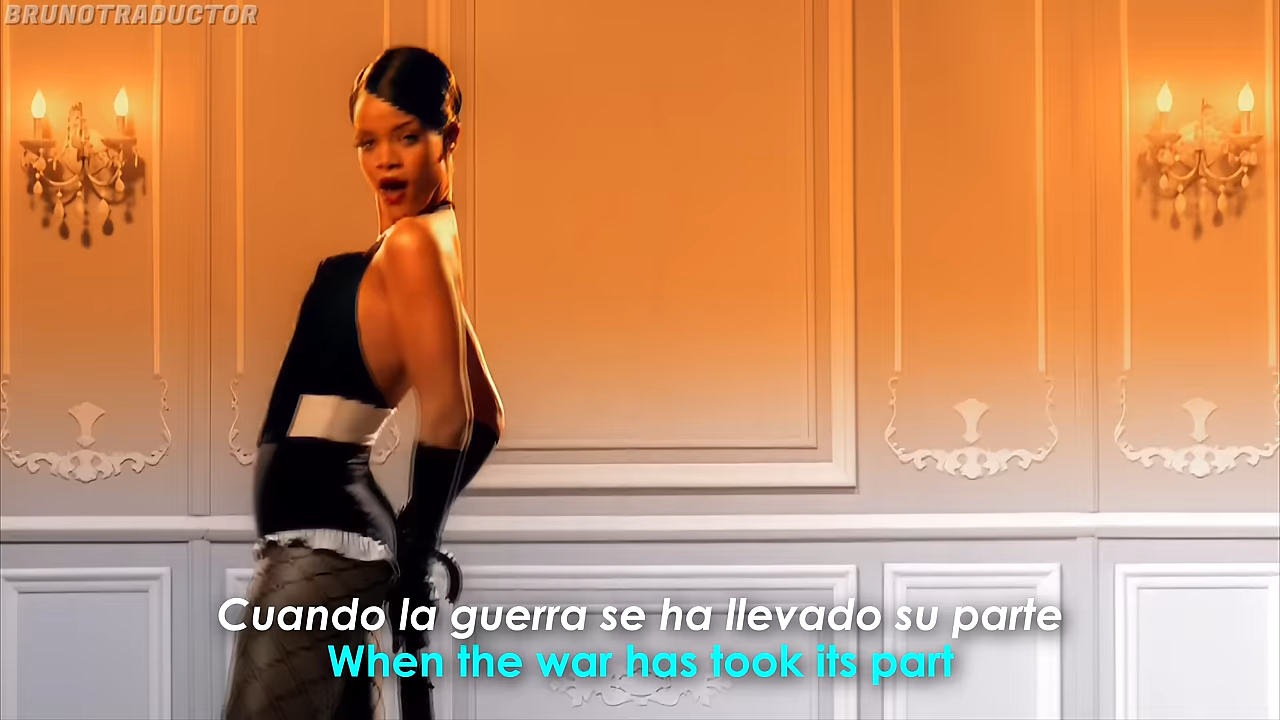 BRUNOTRADUCTOR
Cuando la guerra se ha llevado su parte
When the war has took its part